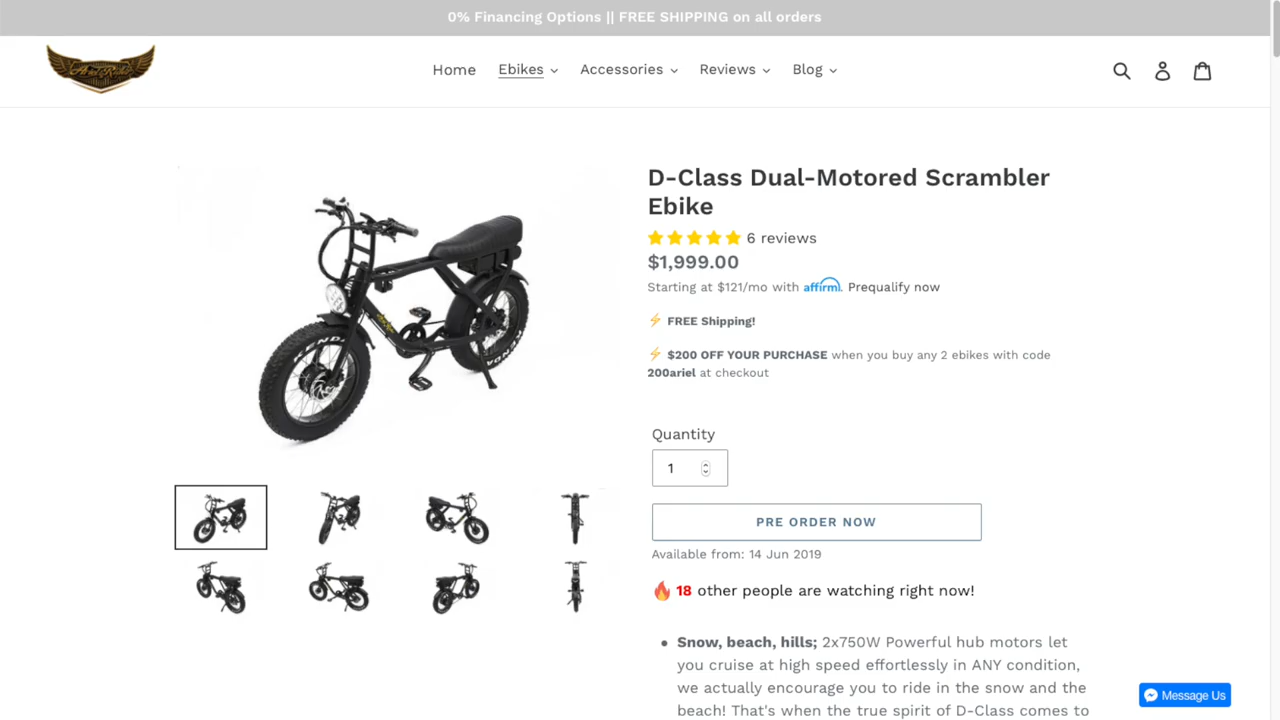 0% Financing Options || FREE SHIPPING on all orders
Ariel Rider
Home Ebikes Accessories Reviews Blog
D-Class Dual-Motored Scrambler
Ebike
6 reviews
$1,999.00
Starting at $121/mo with affirm. Prequalify now
⚡ FREE Shipping!
⚡ $200 OFF YOUR PURCHASE when you buy any 2 ebikes with code
200ariel at checkout
Quantity
1
PRE ORDER NOW
Available from: 14 Jun 2019
🔥 18 other people are watching right now!
• Snow, beach, hills; 2x750W Powerful hub motors let
you cruise at high speed effortlessly in ANY condition,
we actually encourage you to ride in the snow and the
beach! That's when the true spirit of D-Class comes to
Message Us